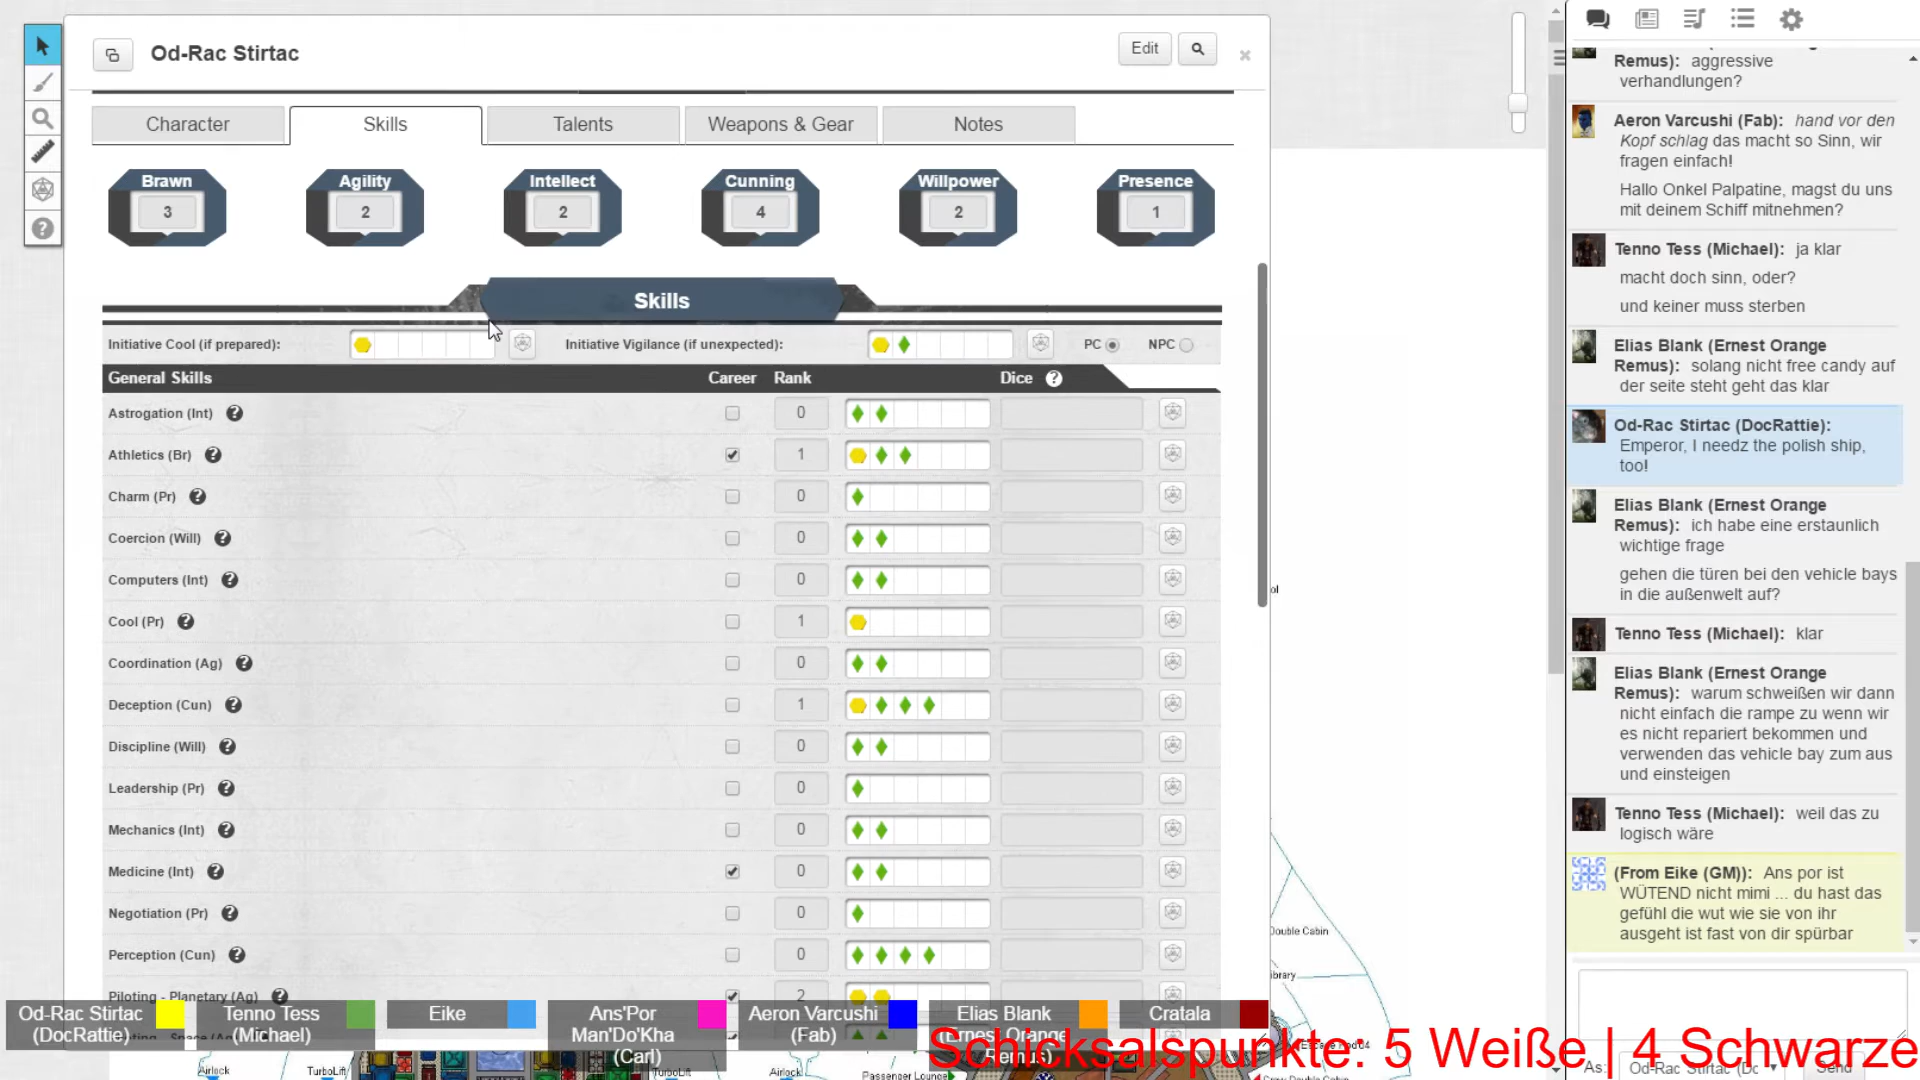 Od-Rac Stirtac
Edit
Character
Skills
Talents
Weapons & Gear
Notes
Brawn
Agility
Intellect
Cunning
Willpower
Presence
3
2
2
4
2
1
Skills
Initiative Cool (if prepared):
Initiative Vigilance (if unexpected):
PC
NPC
General Skills
Career
Rank
Dice
Astrogation (Int)
0
Athletics (Br)
1
Charm (Pr)
0
Coercion (Will)
0
Computers (Int)
0
Cool (Pr)
1
Coordination (Ag)
0
Deception (Cun)
1
Discipline (Will)
0
Leadership (Pr)
0
Mechanics (Int)
0
Medicine (Int)
0
Negotiation (Pr)
0
Perception (Cun)
0
Piloting - Planetary (Ag)
2
Double Cabin
TurboLift
Airlock
Passenger Lounge
Od-Rac Stirtac
(DocRattie)
Tenno Tess
(Michael)
Eike
Ans'Por
Man'Do'Kha
(Carl)
Aeron Varcushi
(Fab)
Elias Blank
(Ernest Orange
Remus)
Cratala
Schicksalspunkte: 5 Weiße | 4 Schwarze
Remus): aggressive
verhandlungen?
Aeron Varcushi (Fab): hand vor den
Kopf schlag das macht so Sinn, wir
fragen einfach!
Hallo Onkel Palpatine, magst du uns
mit deinem Schiff mitnehmen?
Tenno Tess (Michael): ja klar
macht doch sinn, oder?
und keiner muss sterben
Elias Blank (Ernest Orange
Remus): solang nicht free candy auf
der seite steht geht das klar
Od-Rac Stirtac (DocRattie):
Emperor, I needz the polish ship,
too!
Elias Blank (Ernest Orange
Remus): ich habe eine erstaunlich
wichtige frage
gehen die türen bei den vehicle bays
in die außenwelt auf?
Tenno Tess (Michael): klar
Elias Blank (Ernest Orange
Remus): warum schweißen wir dann
nicht einfach die rampe zu wenn wir
es nicht repariert bekommen und
verwenden das vehicle bay zum aus
und einsteigen
Tenno Tess (Michael): weil das zu
logisch wäre
(From Eike (GM)): Ans por ist
WÜTEND nicht mimi ... du hast das
gefühl die wut wie sie von ihr
ausgeht ist fast von dir spürbar
As:
Send